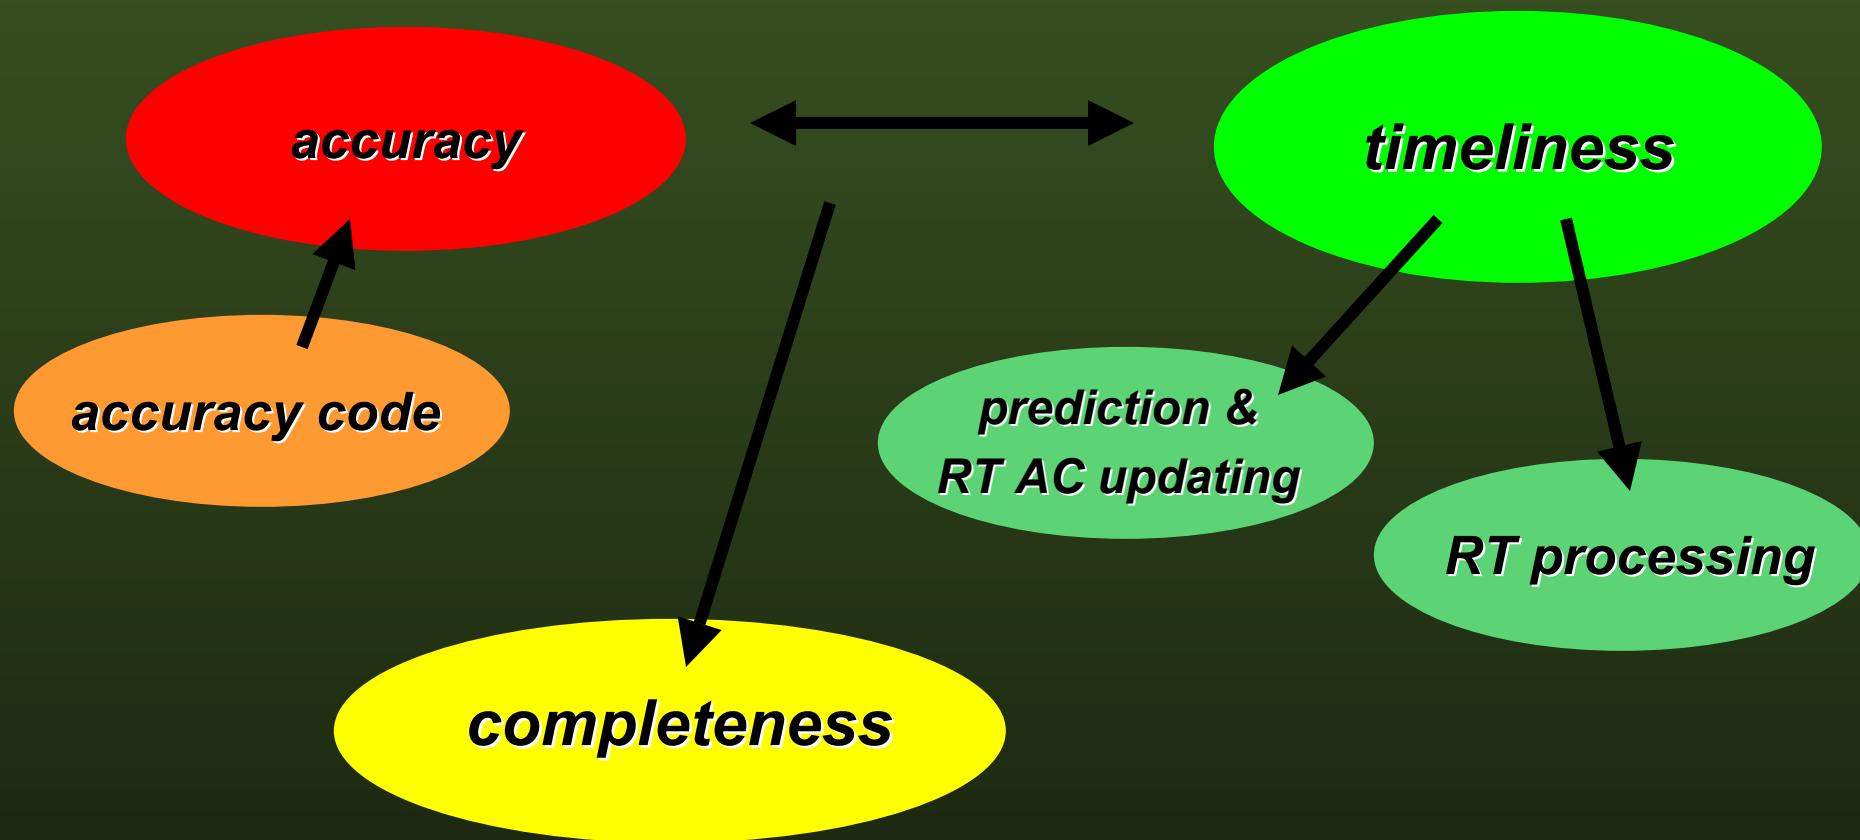 accuracy
timeliness
accuracy code
prediction &
RT AC updating
RT processing
completeness